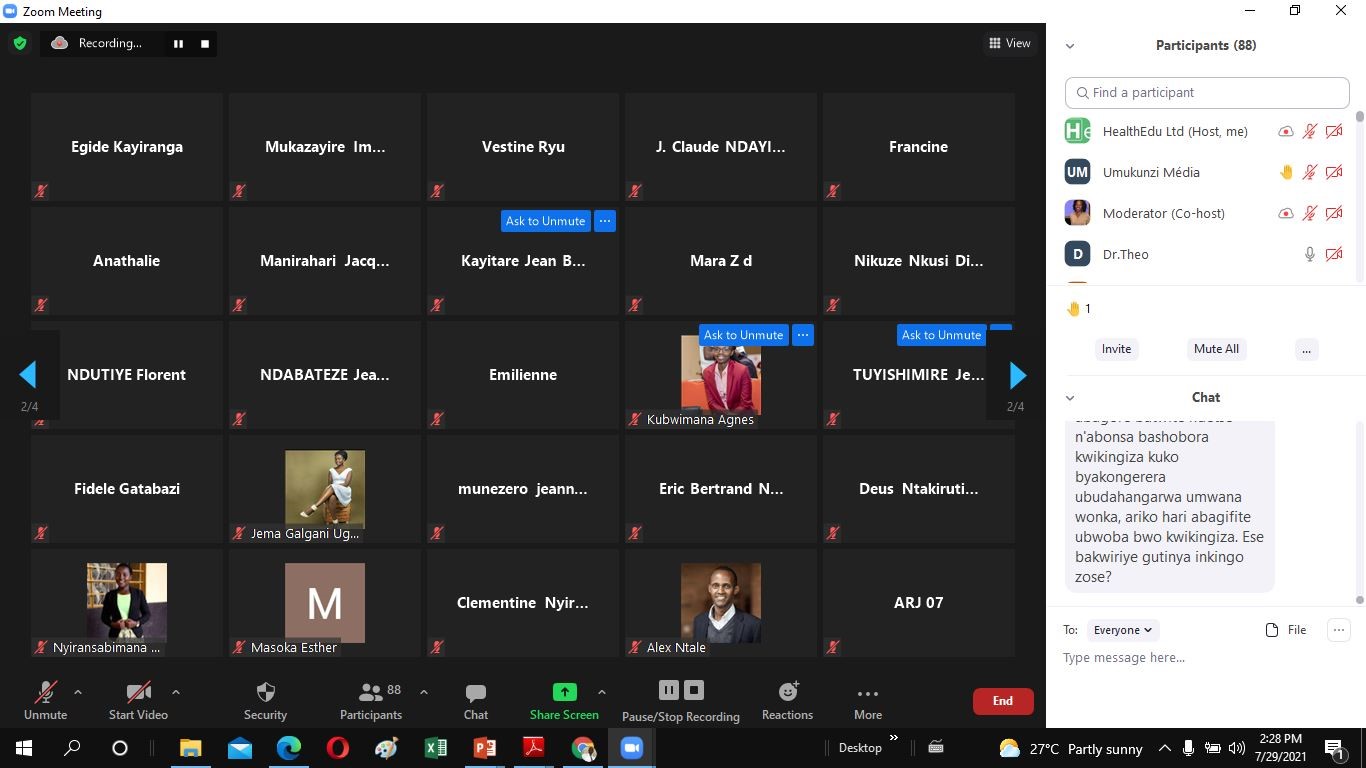 Zoom Meeting
Recording...
View
Egide Kayiranga
Mukazayire Im...
Vestine Ryu
J. Claude NDAYI...
Francine
Ask to Unmute ...
Anathalie
Manirahari Jacq...
Kayitare Jean B...
Mara Z d
Nikuze Nkusi Di...
Ask to Unmute ...
Ask to Unmute
NDUTIYE Florent
NDABATEZE Jea...
Emilienne
Kubwimana Agnes
TUYISHIMIRE Je...
2/4
2/4
Fidele Gatabazi
Jema Galgani Ug...
munezero jeann...
Eric Bertrand N...
Deus Ntakiruti...
Nyiransabimana ...
M
Masoka Esther
Clementine Nyir...
Alex Ntale
ARJ 07
Unmute
Start Video
Security
88
Participants
Chat
Share Screen
Pause/Stop Recording
Reactions
More
End
Participants (88)
Find a participant
He HealthEdu Ltd (Host, me)
UM Umukunzi Média
Moderator (Co-host)
D Dr.Theo
1
Invite
Mute All
...
Chat
n'abonsa bashobora
kwikingiza kuko
byakongerera
ubudahangarwa umwana
wonka, ariko hari abagifite
ubwoba bwo kwikingiza. Ese
bakwiriye gutinya inkingo
zose?
To: Everyone
File
...
Type message here...
Desktop »
27°C Partly sunny
2:28 PM
7/29/2021
1